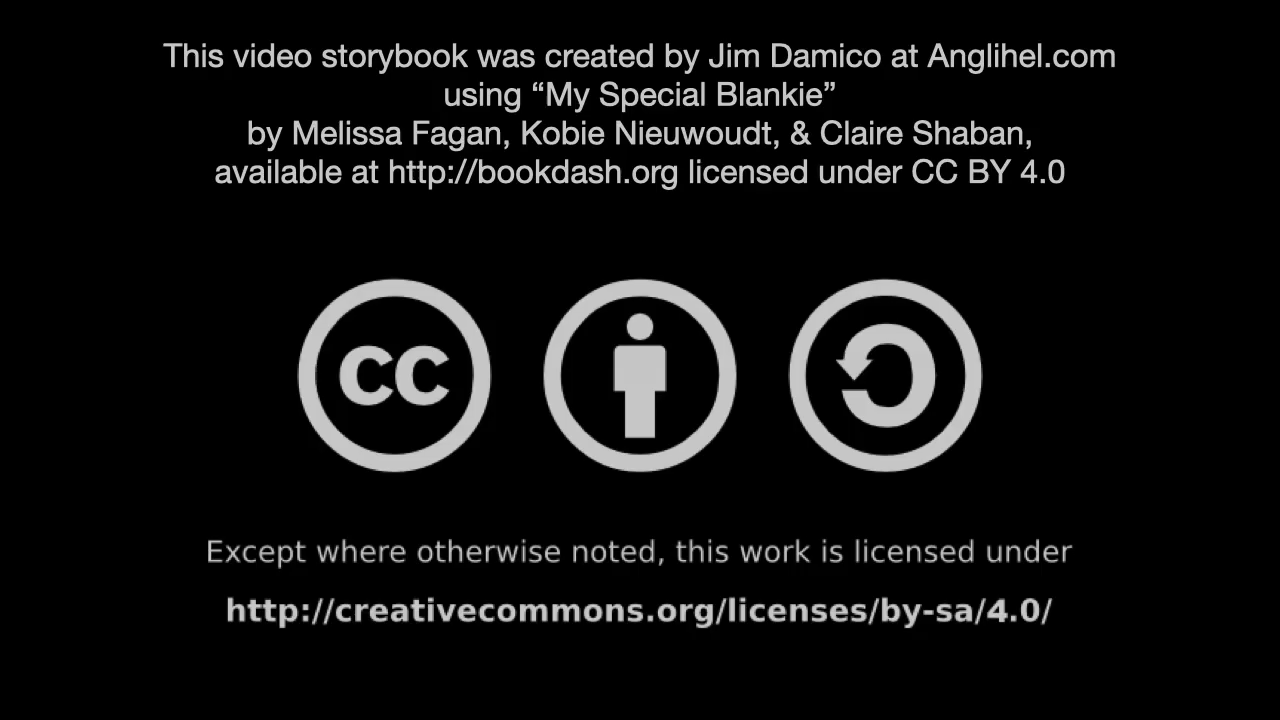 This video storybook was created by Jim Damico at Anglihel.com
using “My Special Blankie”
by Melissa Fagan, Kobie Nieuwoudt, & Claire Shaban,
available at http://bookdash.org licensed under CC BY 4.0
cc
Except where otherwise noted, this work is licensed under
http://creativecommons.org/licenses/by-sa/4.0/